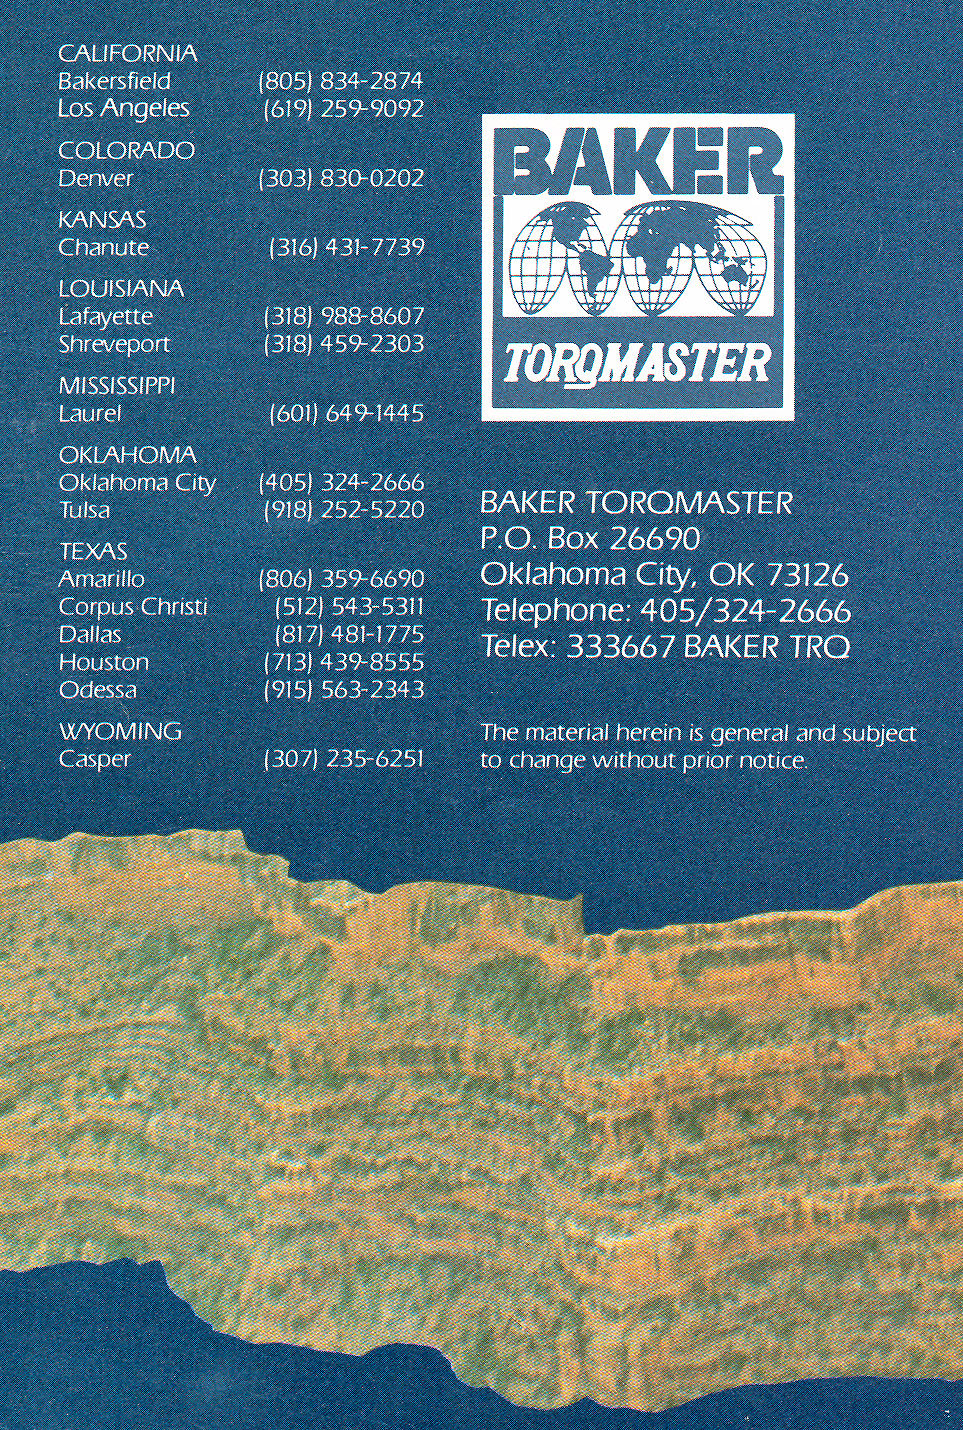 CALIFORNIA
Bakersfield (805) 834-2874
Los Angeles (619) 259-9092
COLORADO
Denver (303) 830-0202
KANSAS
Chanute (316) 431-7739
LOUISIANA
Lafayette (318) 988-8607
Shreveport (318) 459-2303
MISSISSIPPI
Laurel (601) 649-1445
OKLAHOMA
Oklahoma City (405) 324-2666
Tulsa (918) 252-5220
TEXAS
Amarillo (806) 359-6690
Corpus Christi (512) 543-5311
Dallas (817) 481-1775
Houston (713) 439-8555
Odessa (915) 563-2343
WYOMING
Casper (307) 235-6251
BAKER
TORQMASTER
BAKER TORQMASTER
P.O. Box 26690
Oklahoma City, OK 73126
Telephone: 405/324-2666
Telex: 333667 BAKER TRQ
The material herein is general and subject
to change without prior notice.